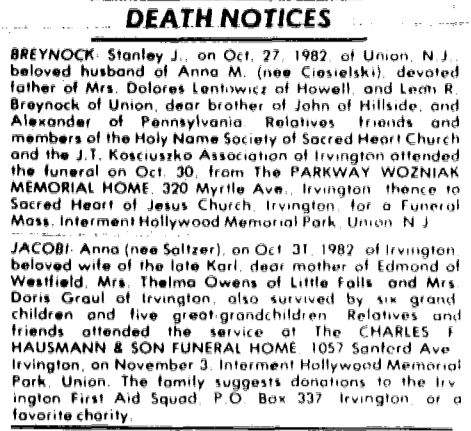 DEATH NOTICES
BREYNOCK- Stanley J., on Oct. 27, 1982, of Union, N.J.,
beloved husband of Anna M. (nee Ciesielski), devoted
father of Mrs. Dolores Lentowicz of Howell, and Leon R.
Breynock of Union, dear brother of John of Hillside, and
Alexander of Pennsylvania. Relatives friends and
members of the Holy Name Society of Sacred Heart Church
and the J.T. Kosciuszko Association of Irvington attended
the funeral on Oct. 30, from The PARKWAY WOZNIAK
MEMORIAL HOME, 320 Myrtle Ave., Irvington thence to
Sacred Heart of Jesus Church, Irvington, for a Funeral
Mass. Interment Hollywood Memorial Park, Union N J
JACOBI- Anna (nee Saltzer), on Oct 31, 1982 of Irvington,
beloved wife of the late Karl, dear mother of Edmond of
Westfield, Mrs. Thelma Owens of Little Falls and Mrs.
Doris Graul of Irvington, also survived by six grand
children and five great-grandchildren Relatives and
friends attended the service at The CHARLES F
HAUSMANN & SON FUNERAL HOME, 1057 Sanford Ave
Irvington, on November 3. Interment Hollywood Memorial
Park, Union. The family suggests donations to the Irv
ington First Aid Squad, P.O. Box 337 Irvington, or a
favorite charity.